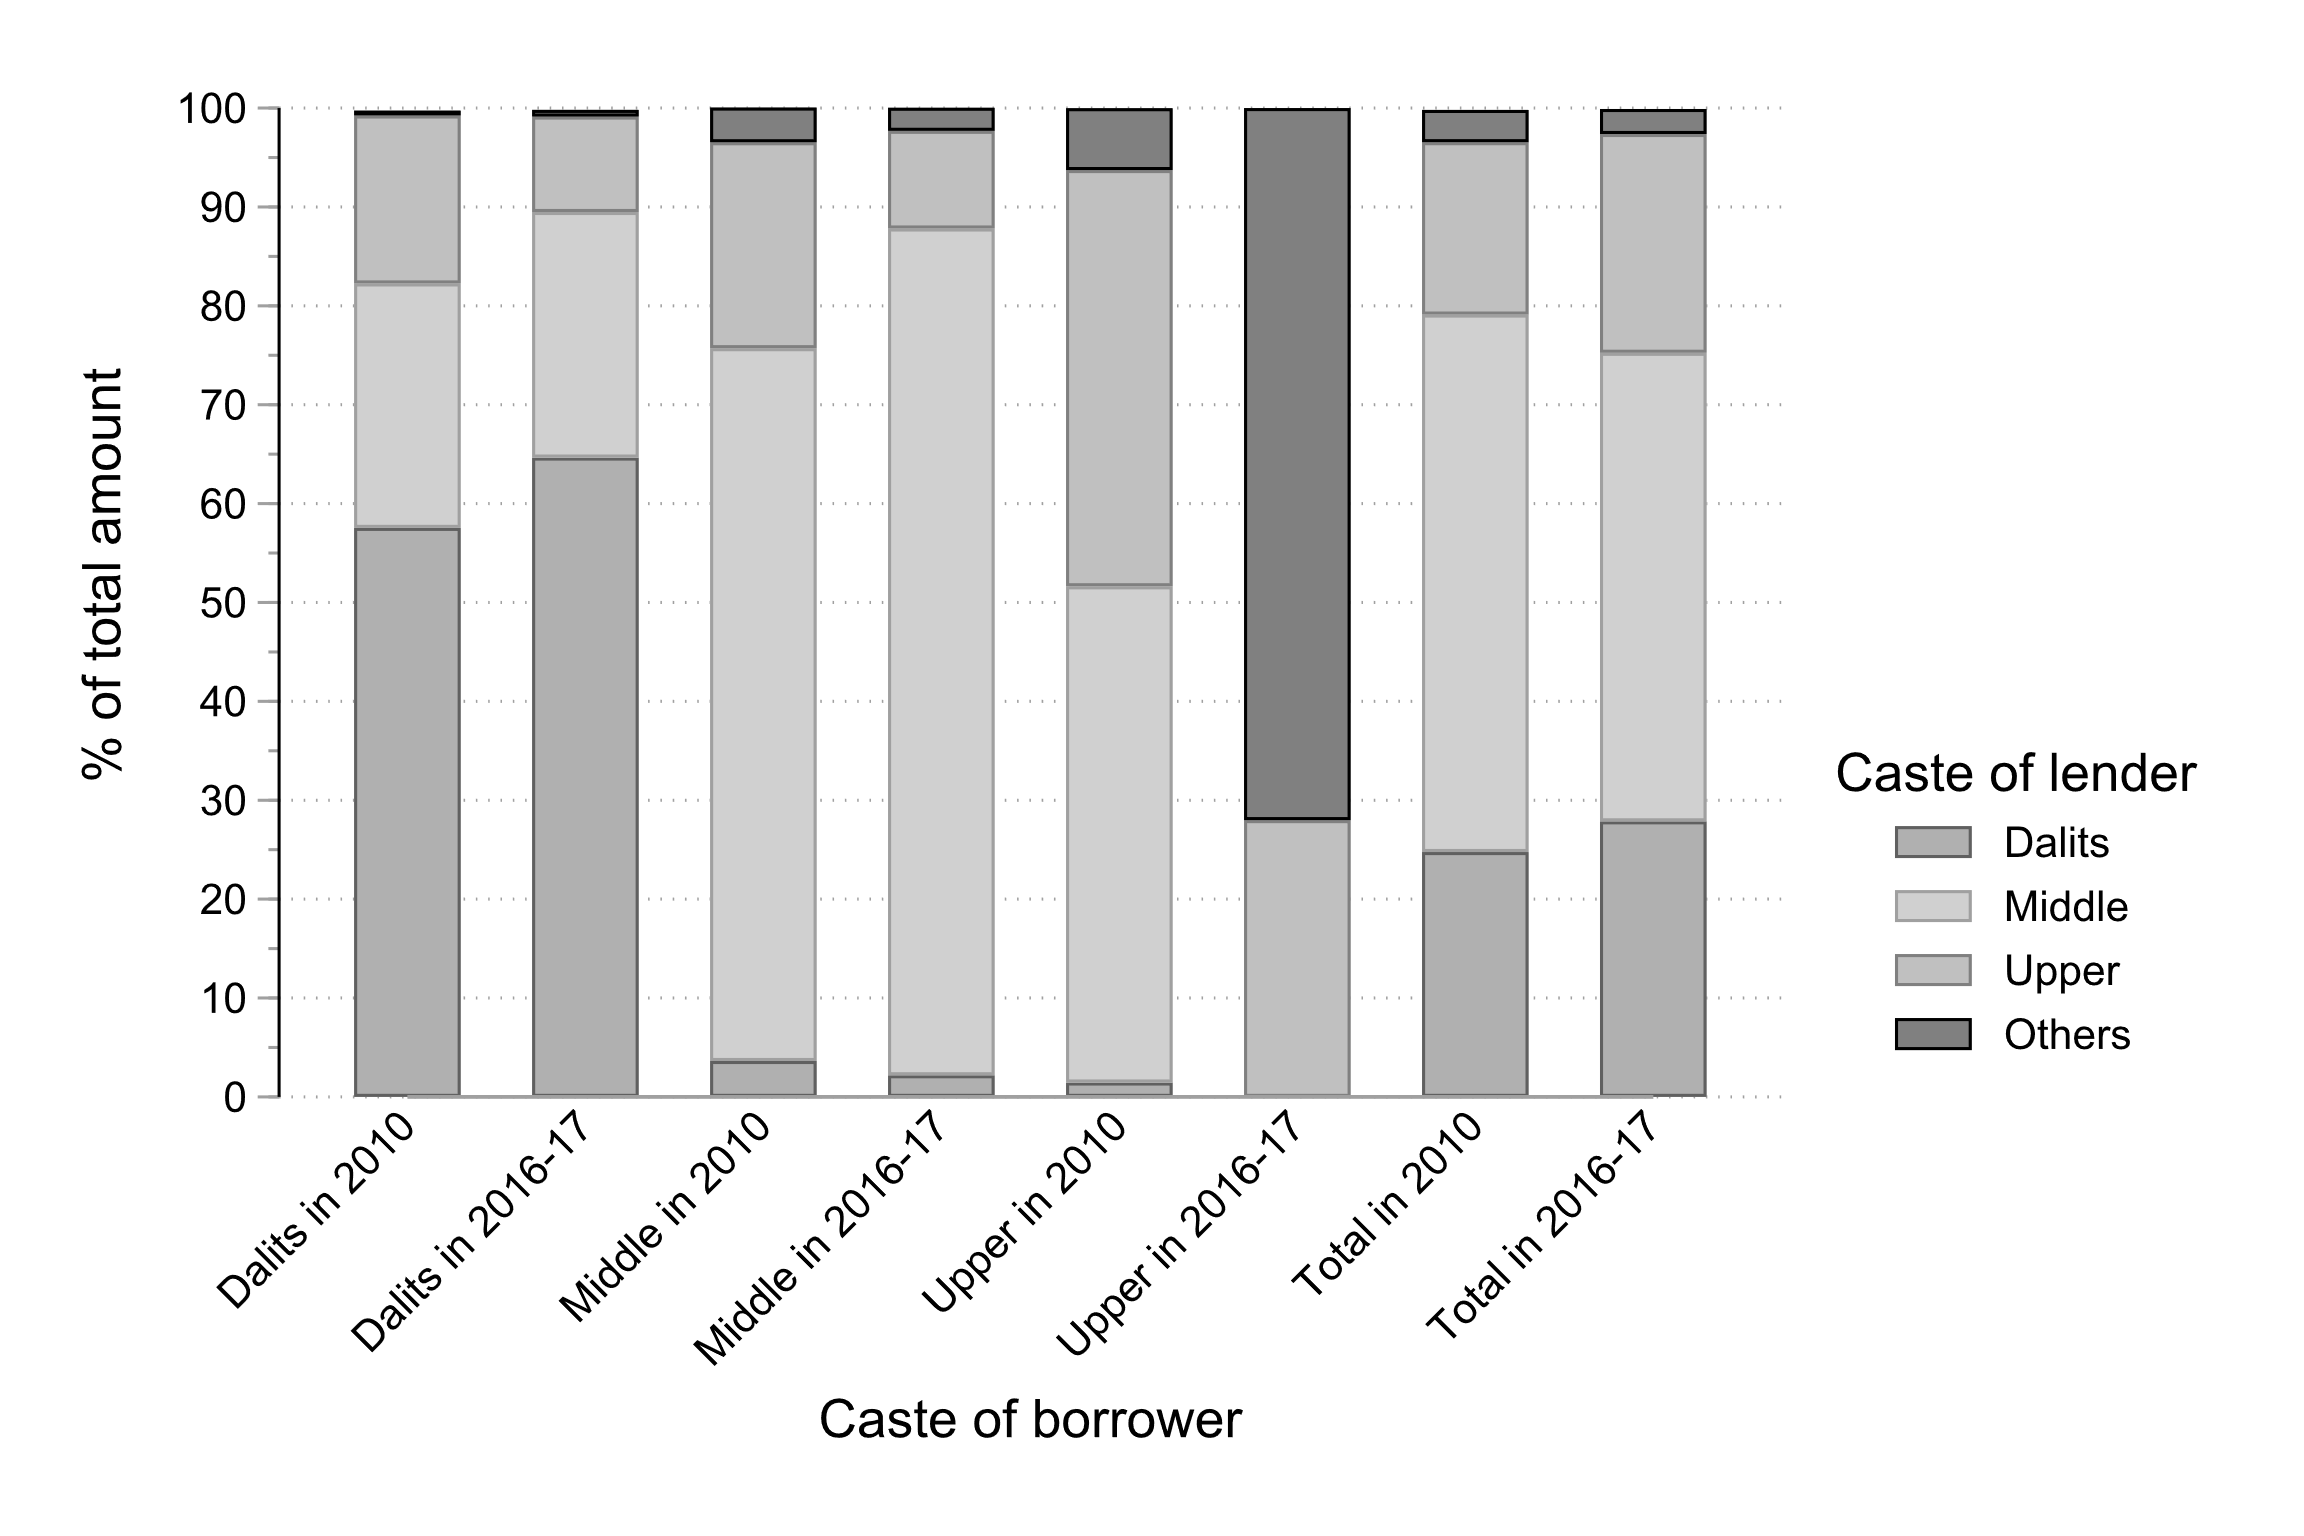 % of total amount
100
90
80
70
60
50
40
30
20
10
0
Dalits in 2010
Dalits in 2016-17
Middle in 2010
Middle in 2016-17
Upper in 2010
Upper in 2016-17
Total in 2010
Total in 2016-17
Caste of borrower
Caste of lender
Dalits
Middle
Upper
Others